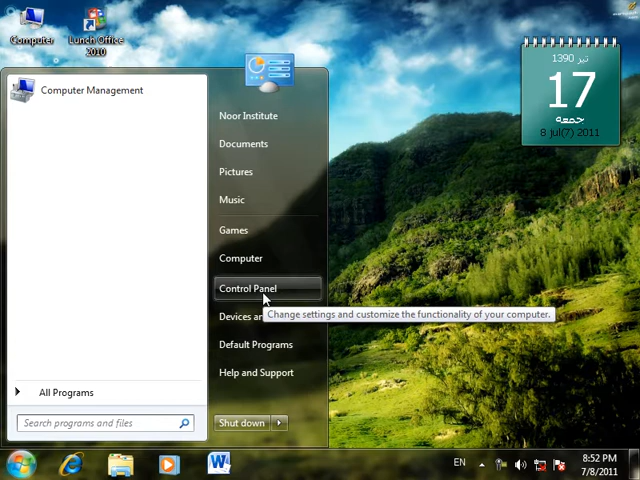 Computer
Lunch Office
2010
Computer Management
Noor Institute
Documents
Pictures
Music
Games
Computer
Control Panel
Change settings and customize the functionality of your computer.
Devices an
Default Programs
Help and Support
All Programs
Search programs and files
Shut down
تیر 1390
17
جمعه
8 jul(7) 2011
EN
8:52 PM
7/8/2011